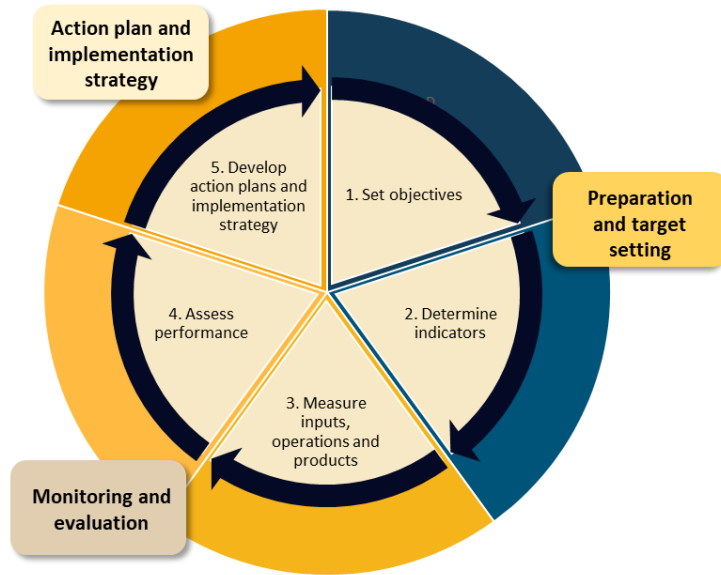 Action plan and
implementation
strategy
5. Develop
action plans and
implementation
strategy
1. Set objectives
Preparation
and target
setting
4. Assess
performance
2. Determine
indicators
3. Measure
inputs,
operations and
products
Monitoring and
evaluation